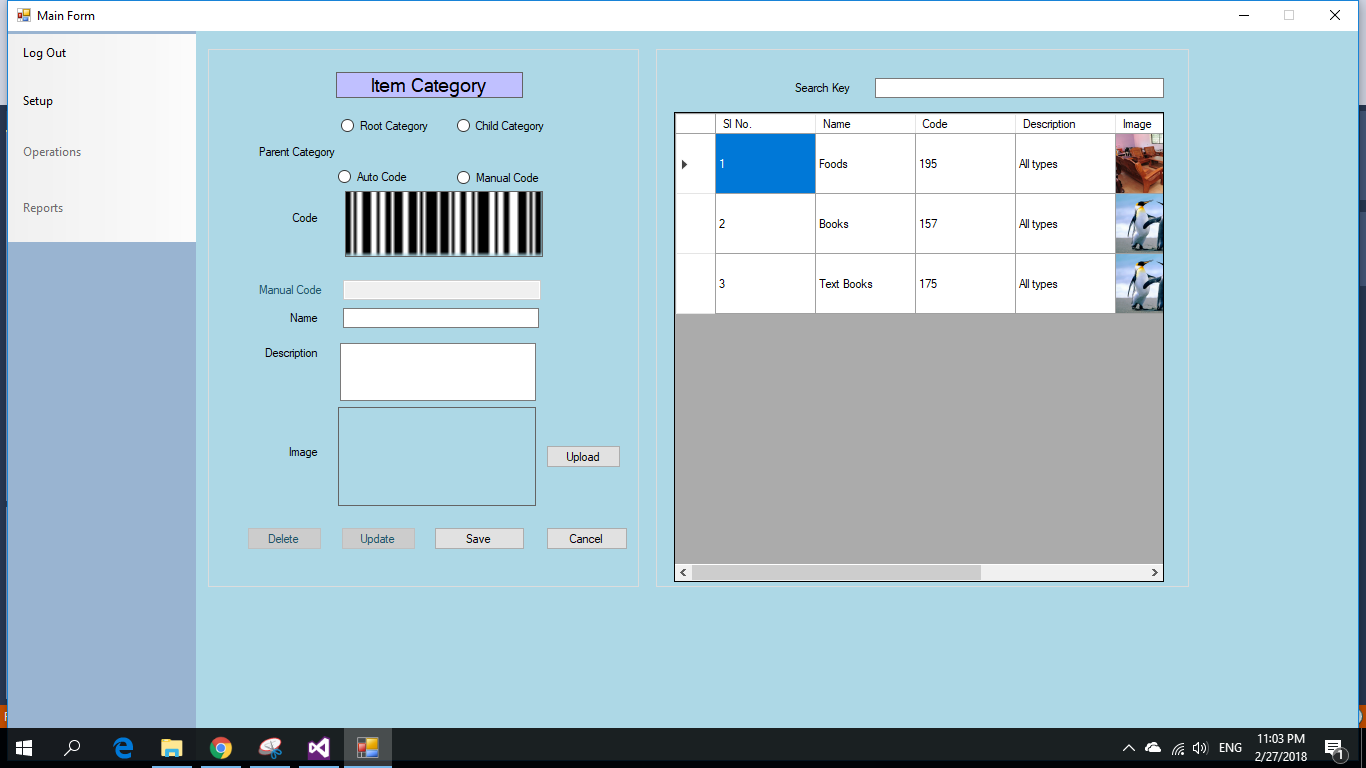 Main Form
Log Out
Setup
Operations
Reports
Item Category
Root Category Child Category
Parent Category
Auto Code Manual Code
Code
Manual Code
Name
Description
Image
Upload
Delete Update Save Cancel
Search Key
Sl No. Name Code Description Image
1 Foods 195 All types
2 Books 157 All types
3 Text Books 175 All types
ENG
11:03 PM
2/27/2018
1